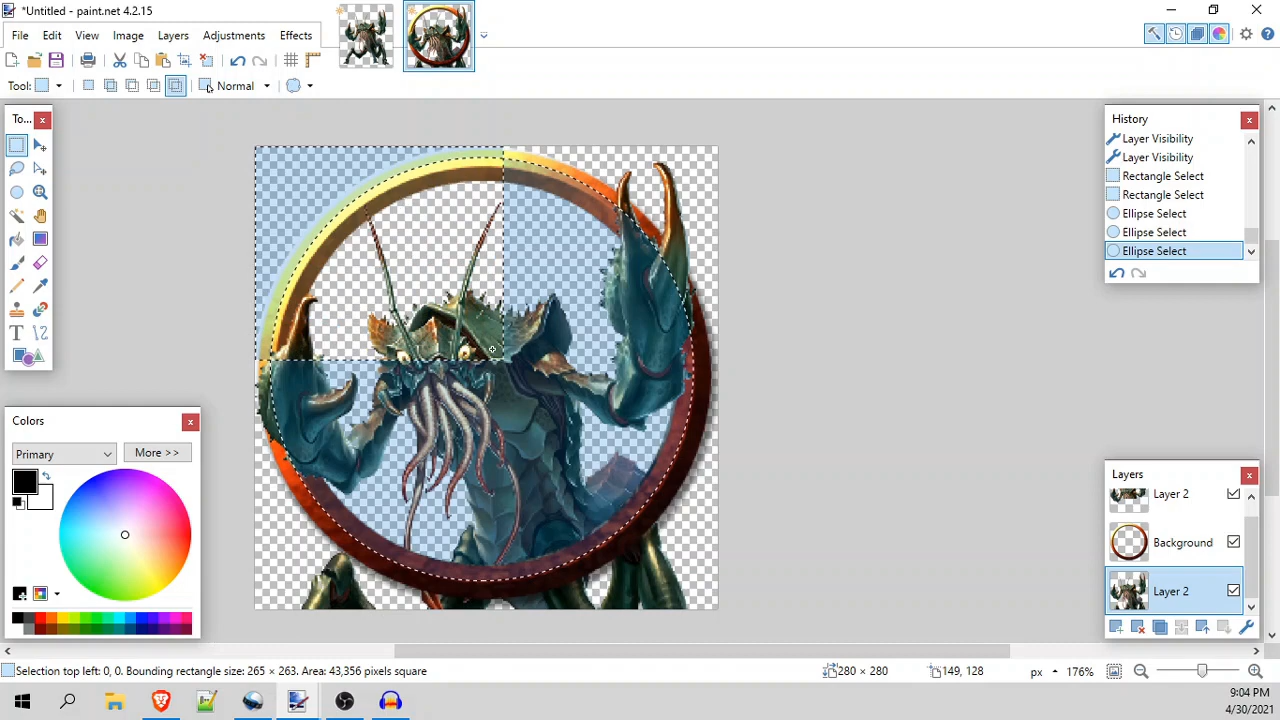 *Untitled - paint.net 4.2.15
File Edit View Image Layers Adjustments Effects
Tool: Normal
To...
History
Layer Visibility
Layer Visibility
Rectangle Select
Rectangle Select
Ellipse Select
Ellipse Select
Ellipse Select
Colors
Primary More >>
Layers
Layer 2
Background
Layer 2
Selection top left: 0, 0. Bounding rectangle size: 265 × 263. Area: 43,356 pixels square 280 × 280 149, 128 px 176%
9:04 PM
4/30/2021